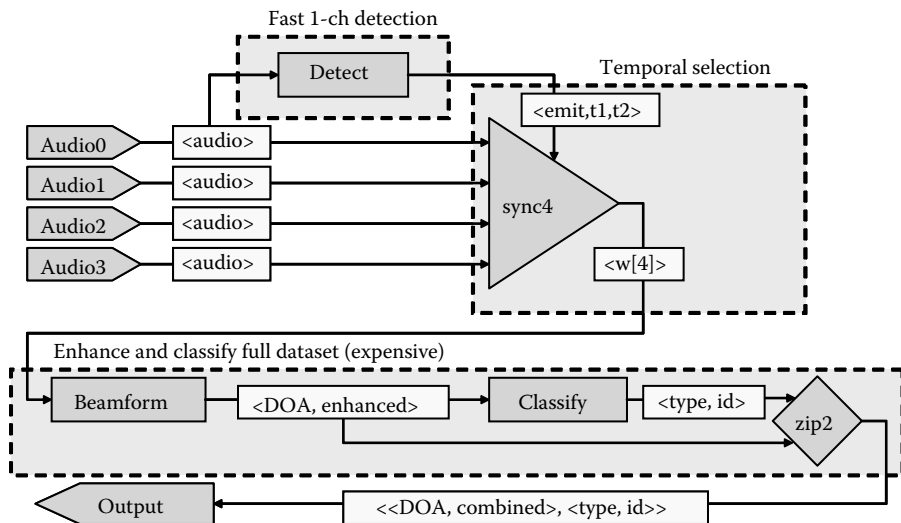 Fast 1-ch detection
Detect
Temporal selection
<emit,t1,t2>
Audio0
<audio>
Audio1
<audio>
Audio2
<audio>
Audio3
<audio>
sync4
<w[4]>
Enhance and classify full dataset (expensive)
Beamform
<DOA, enhanced>
Classify
<type, id>
zip2
Output
<<DOA, combined>, <type, id>>